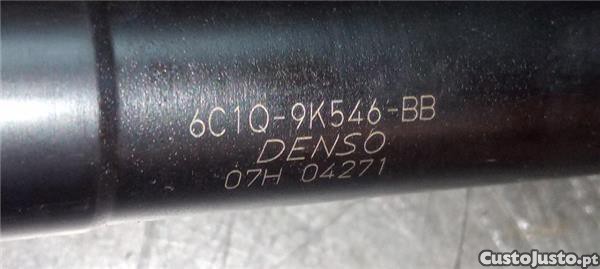 6C1Q-9K546-BB
DENSO
07H 04271
CustoJusto.pt